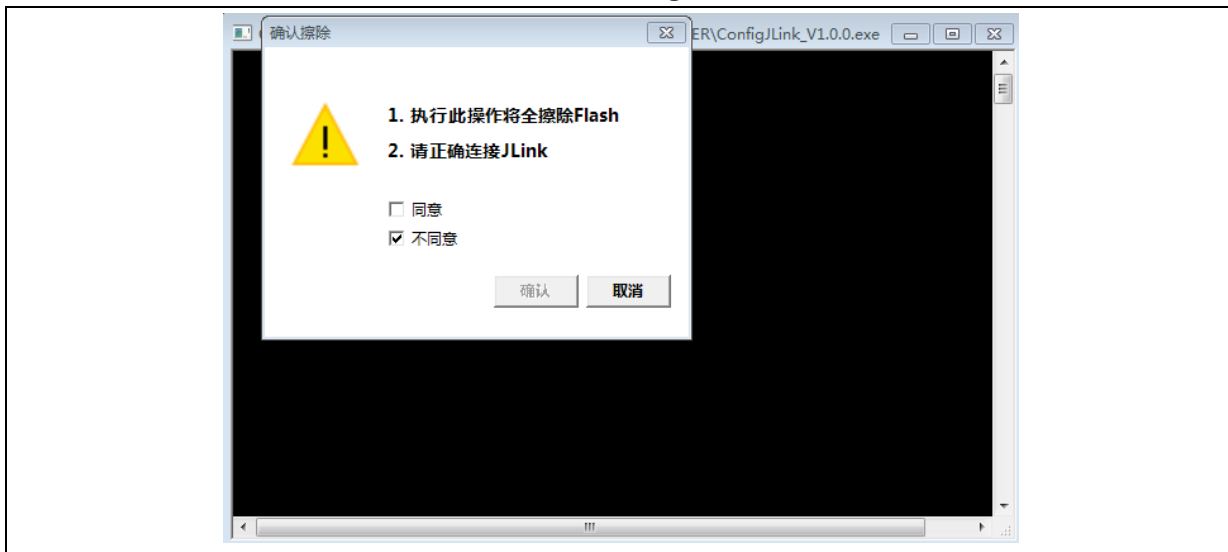 确认擦除
ER\ConfigJLink_V1.0.0.exe
1. 执行此操作将全擦除Flash
2. 请正确连接JLink
同意
不同意
确认
取消